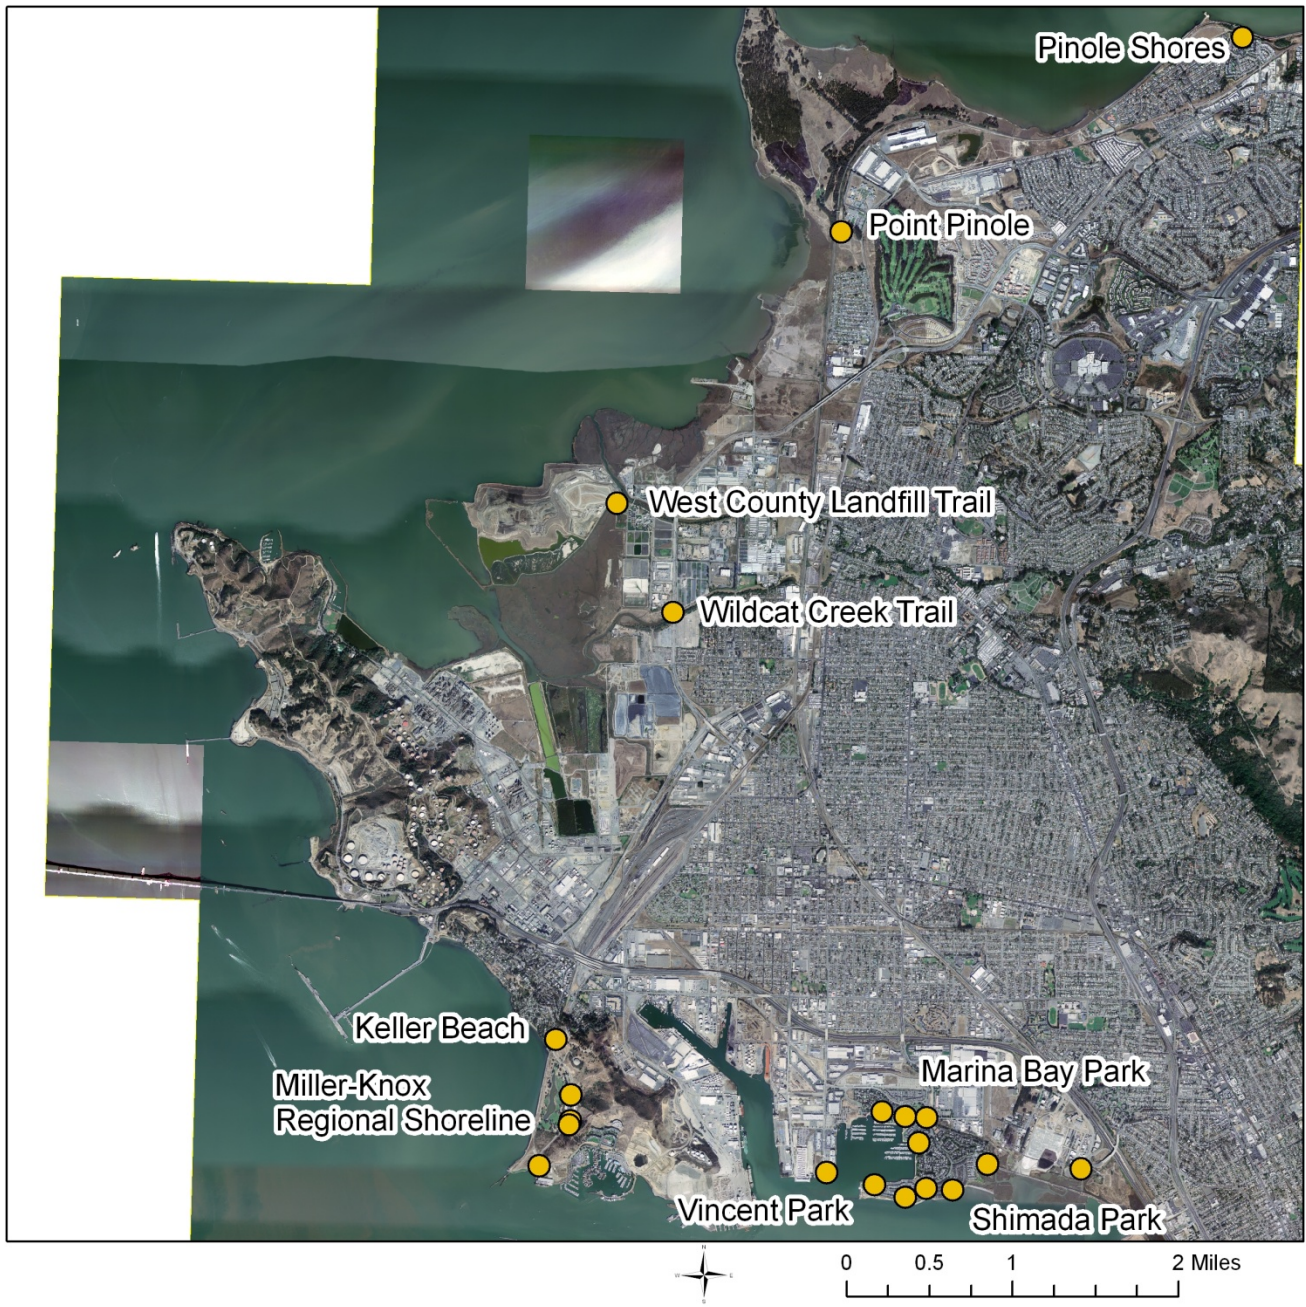 Pinole Shores
Point Pinole
West County Landfill Trail
Wildcat Creek Trail
Keller Beach
Miller-Knox
Regional Shoreline
Marina Bay Park
Vincent Park
Shimada Park
N
W E
S
0 0.5 1 2 Miles